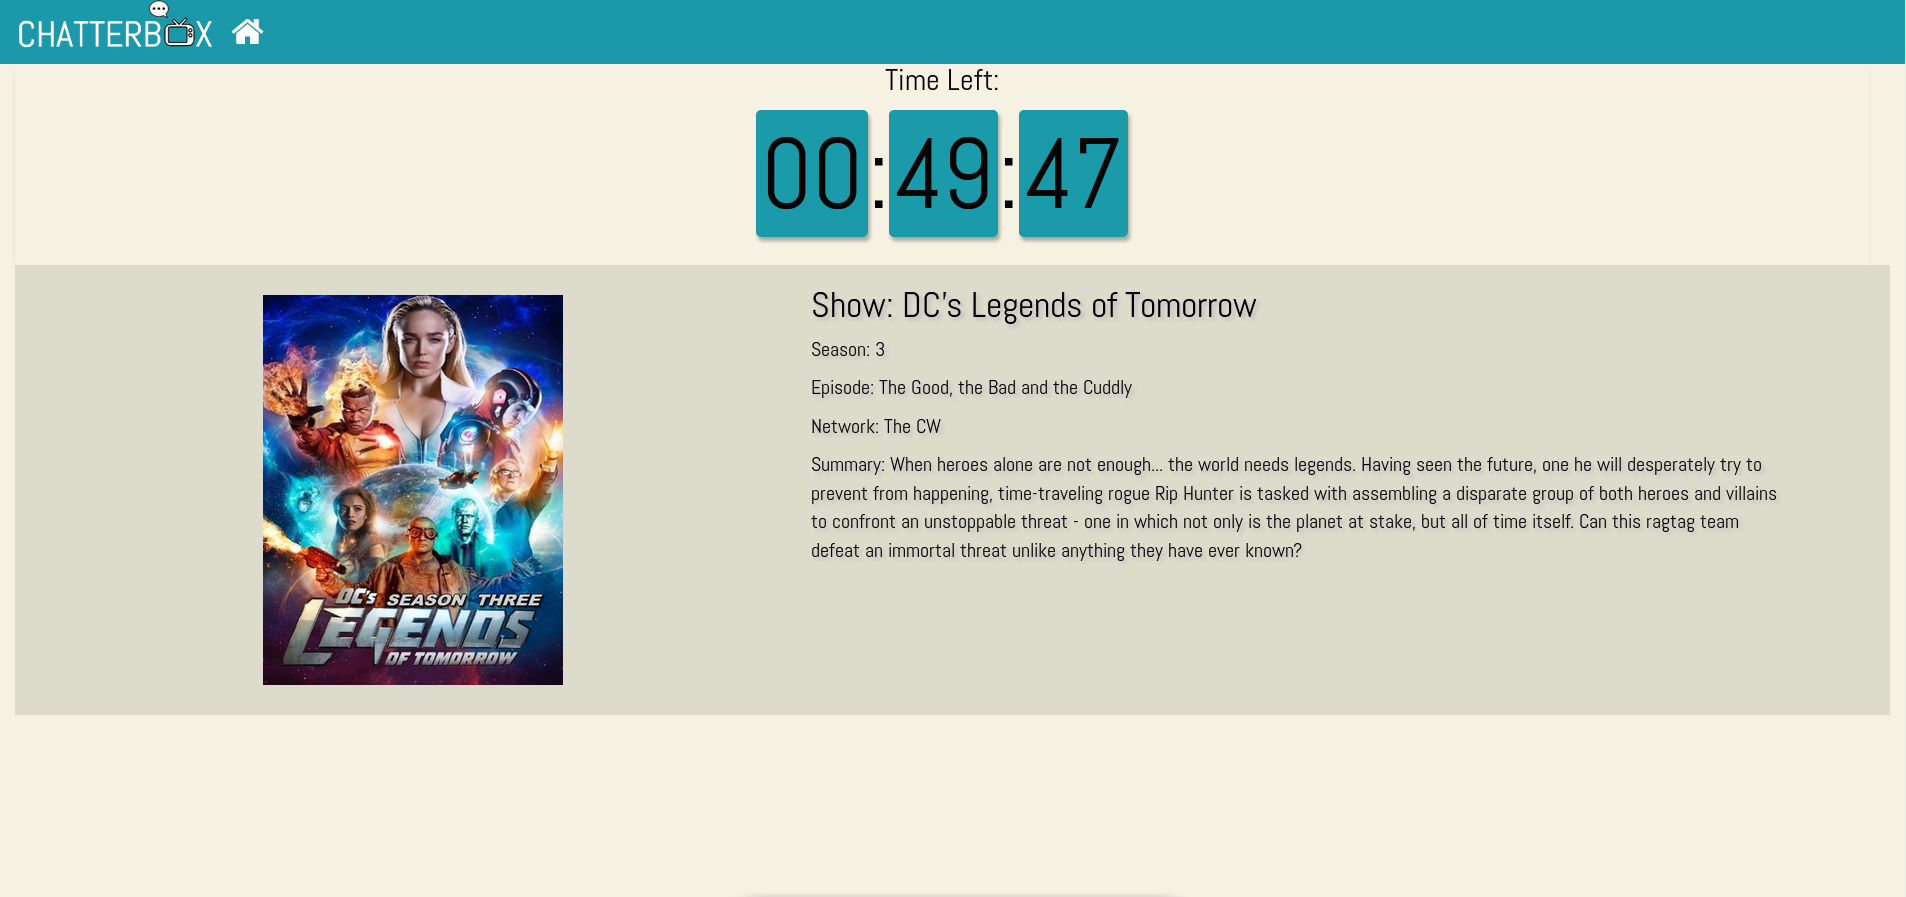 CHATTERBOX
Time Left:
00:49:47
Show: DC's Legends of Tomorrow
Season: 3
Episode: The Good, the Bad and the Cuddly
Network: The CW
Summary: When heroes alone are not enough... the world needs legends. Having seen the future, one he will desperately try to
prevent from happening, time-traveling rogue Rip Hunter is tasked with assembling a disparate group of both heroes and villains
to confront an unstoppable threat - one in which not only is the planet at stake, but all of time itself. Can this ragtag team
defeat an immortal threat unlike anything they have ever known?
DC's SEASON THREE
LEGENDS
OF TOMORROW